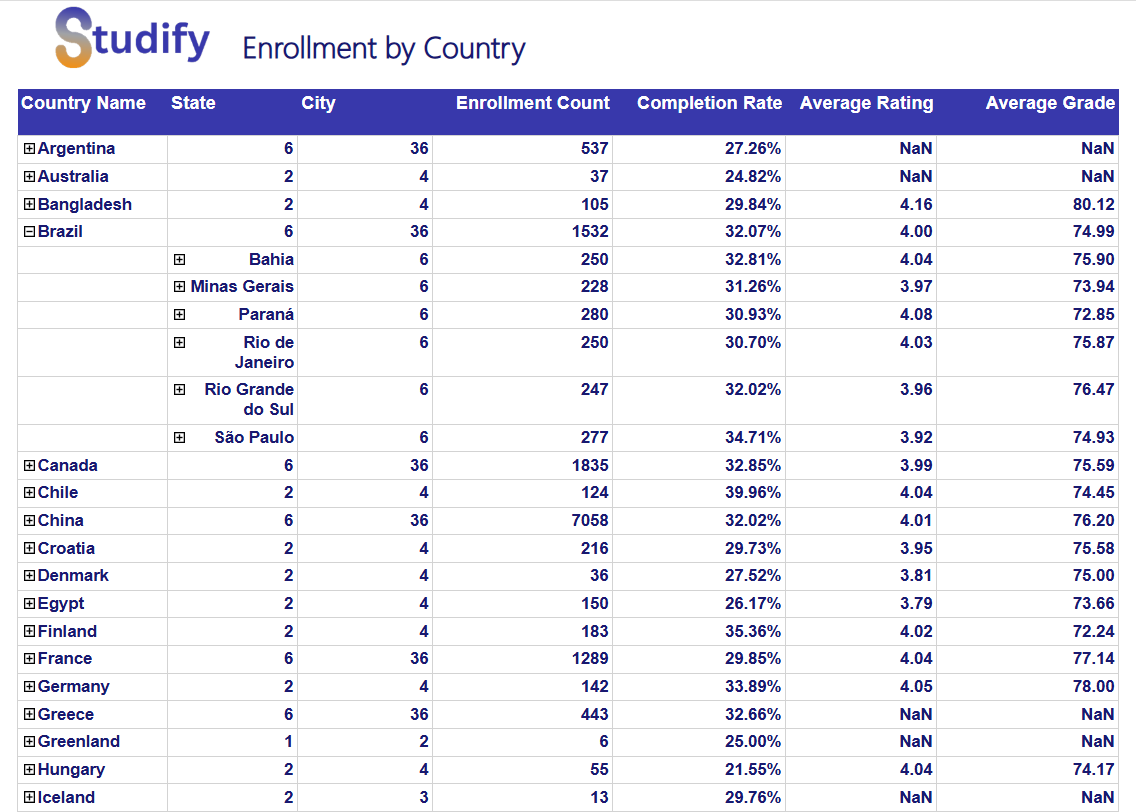 Studify Enrollment by Country
Country Name State City Enrollment Count Completion Rate Average Rating Average Grade
Argentina 6 36 537 27.26% NaN NaN
Australia 2 4 37 24.82% NaN NaN
Bangladesh 2 4 105 29.84% 4.16 80.12
Brazil 6 36 1532 32.07% 4.00 74.99
Bahia 6 250 32.81% 4.04 75.90
Minas Gerais 6 228 31.26% 3.97 73.94
Paraná 6 280 30.93% 4.08 72.85
Rio de 6 250 30.70% 4.03 75.87
Janeiro
Rio Grande 6 247 32.02% 3.96 76.47
do Sul
São Paulo 6 277 34.71% 3.92 74.93
Canada 6 36 1835 32.85% 3.99 75.59
Chile 2 4 124 39.96% 4.04 74.45
China 6 36 7058 32.02% 4.01 76.20
Croatia 2 4 216 29.73% 3.95 75.58
Denmark 2 4 36 27.52% 3.81 75.00
Egypt 2 4 150 26.17% 3.79 73.66
Finland 2 4 183 35.36% 4.02 72.24
France 6 36 1289 29.85% 4.04 77.14
Germany 2 4 142 33.89% 4.05 78.00
Greece 6 36 443 32.66% NaN NaN
Greenland 1 2 6 25.00% NaN NaN
Hungary 2 4 55 21.55% 4.04 74.17
Iceland 2 3 13 29.76% NaN NaN